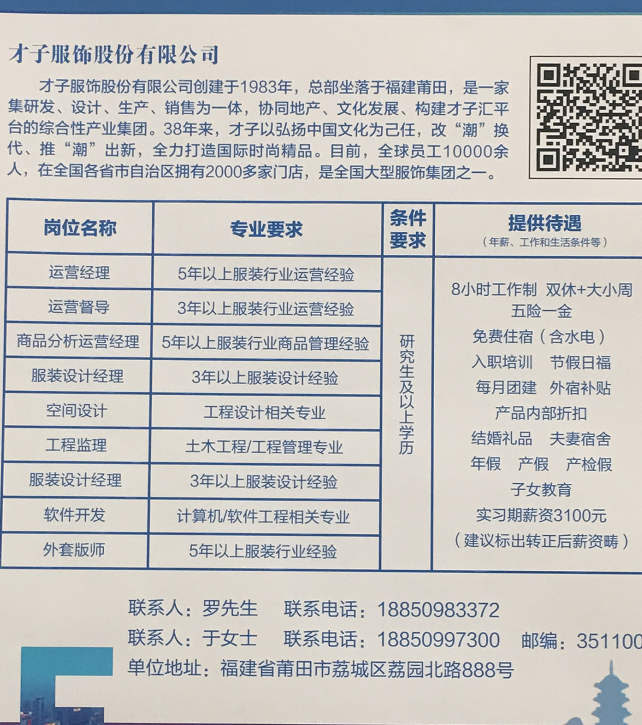 才子服饰股份有限公司
才子服饰股份有限公司创建于1983年，总部坐落于福建莆田，是一家
集研发、设计、生产、销售为一体，协同地产、文化发展、构建才子汇平
台的综合性产业集团。38年来，才子以弘扬中国文化为己任，改“潮”换
代、推“潮”出新，全力打造国际时尚精品。目前，全球员工10000余
人，在全国各省市自治区拥有2000多家门店，是全国大型服饰集团之一。
岗位名称 专业要求 条件要求 提供待遇
（年薪、工作和生活条件等）
运营经理 5年以上服装行业运营经验
运营督导 3年以上服装行业运营经验
商品分析运营经理 5年以上服装行业商品管理经验
服装设计经理 3年以上服装设计经验
空间设计 工程设计相关专业
工程监理 土木工程/工程管理专业
服装设计经理 3年以上服装设计经验
软件开发 计算机/软件工程相关专业
外套版师 5年以上服装行业经验
研究生及以上学历
8小时工作制 双休+大小周
五险一金
免费住宿（含水电）
入职培训 节假日福
每月团建 外宿补贴
产品内部折扣
结婚礼品 夫妻宿舍
年假 产假 产检假
子女教育
实习期薪资3100元
（建议标出转正后薪资畴）
联系人：罗先生 联系电话：18850983372
联系人：于女士 联系电话：18850997300 邮编：351100
单位地址：福建省莆田市荔城区荔园北路888号